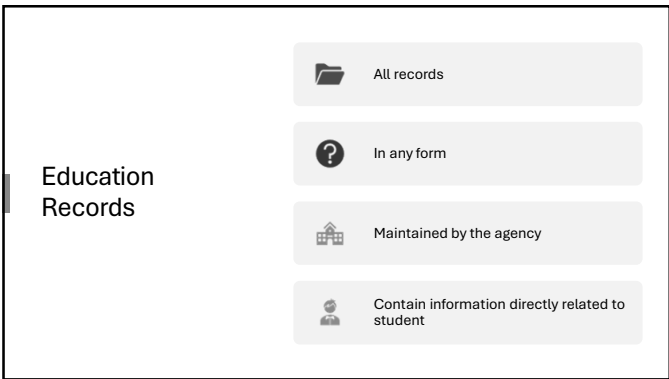 Education
Records
All records
In any form
Maintained by the agency
Contain information directly related to
student